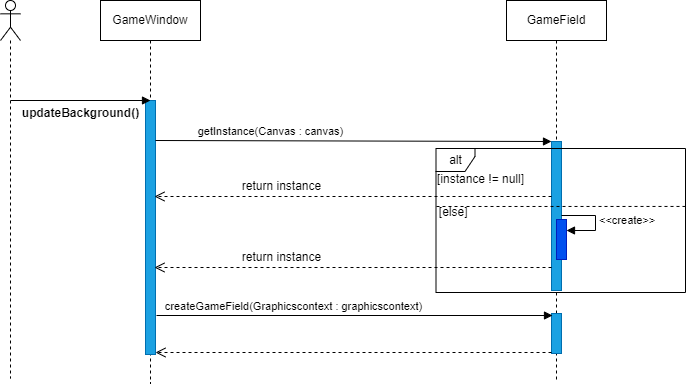 GameWindow
GameField
updateBackground()
getInstance(Canvas : canvas)
alt
[instance != null]
return instance
[else]
<<create>>
return instance
createGameField(Graphicscontext : graphicscontext)